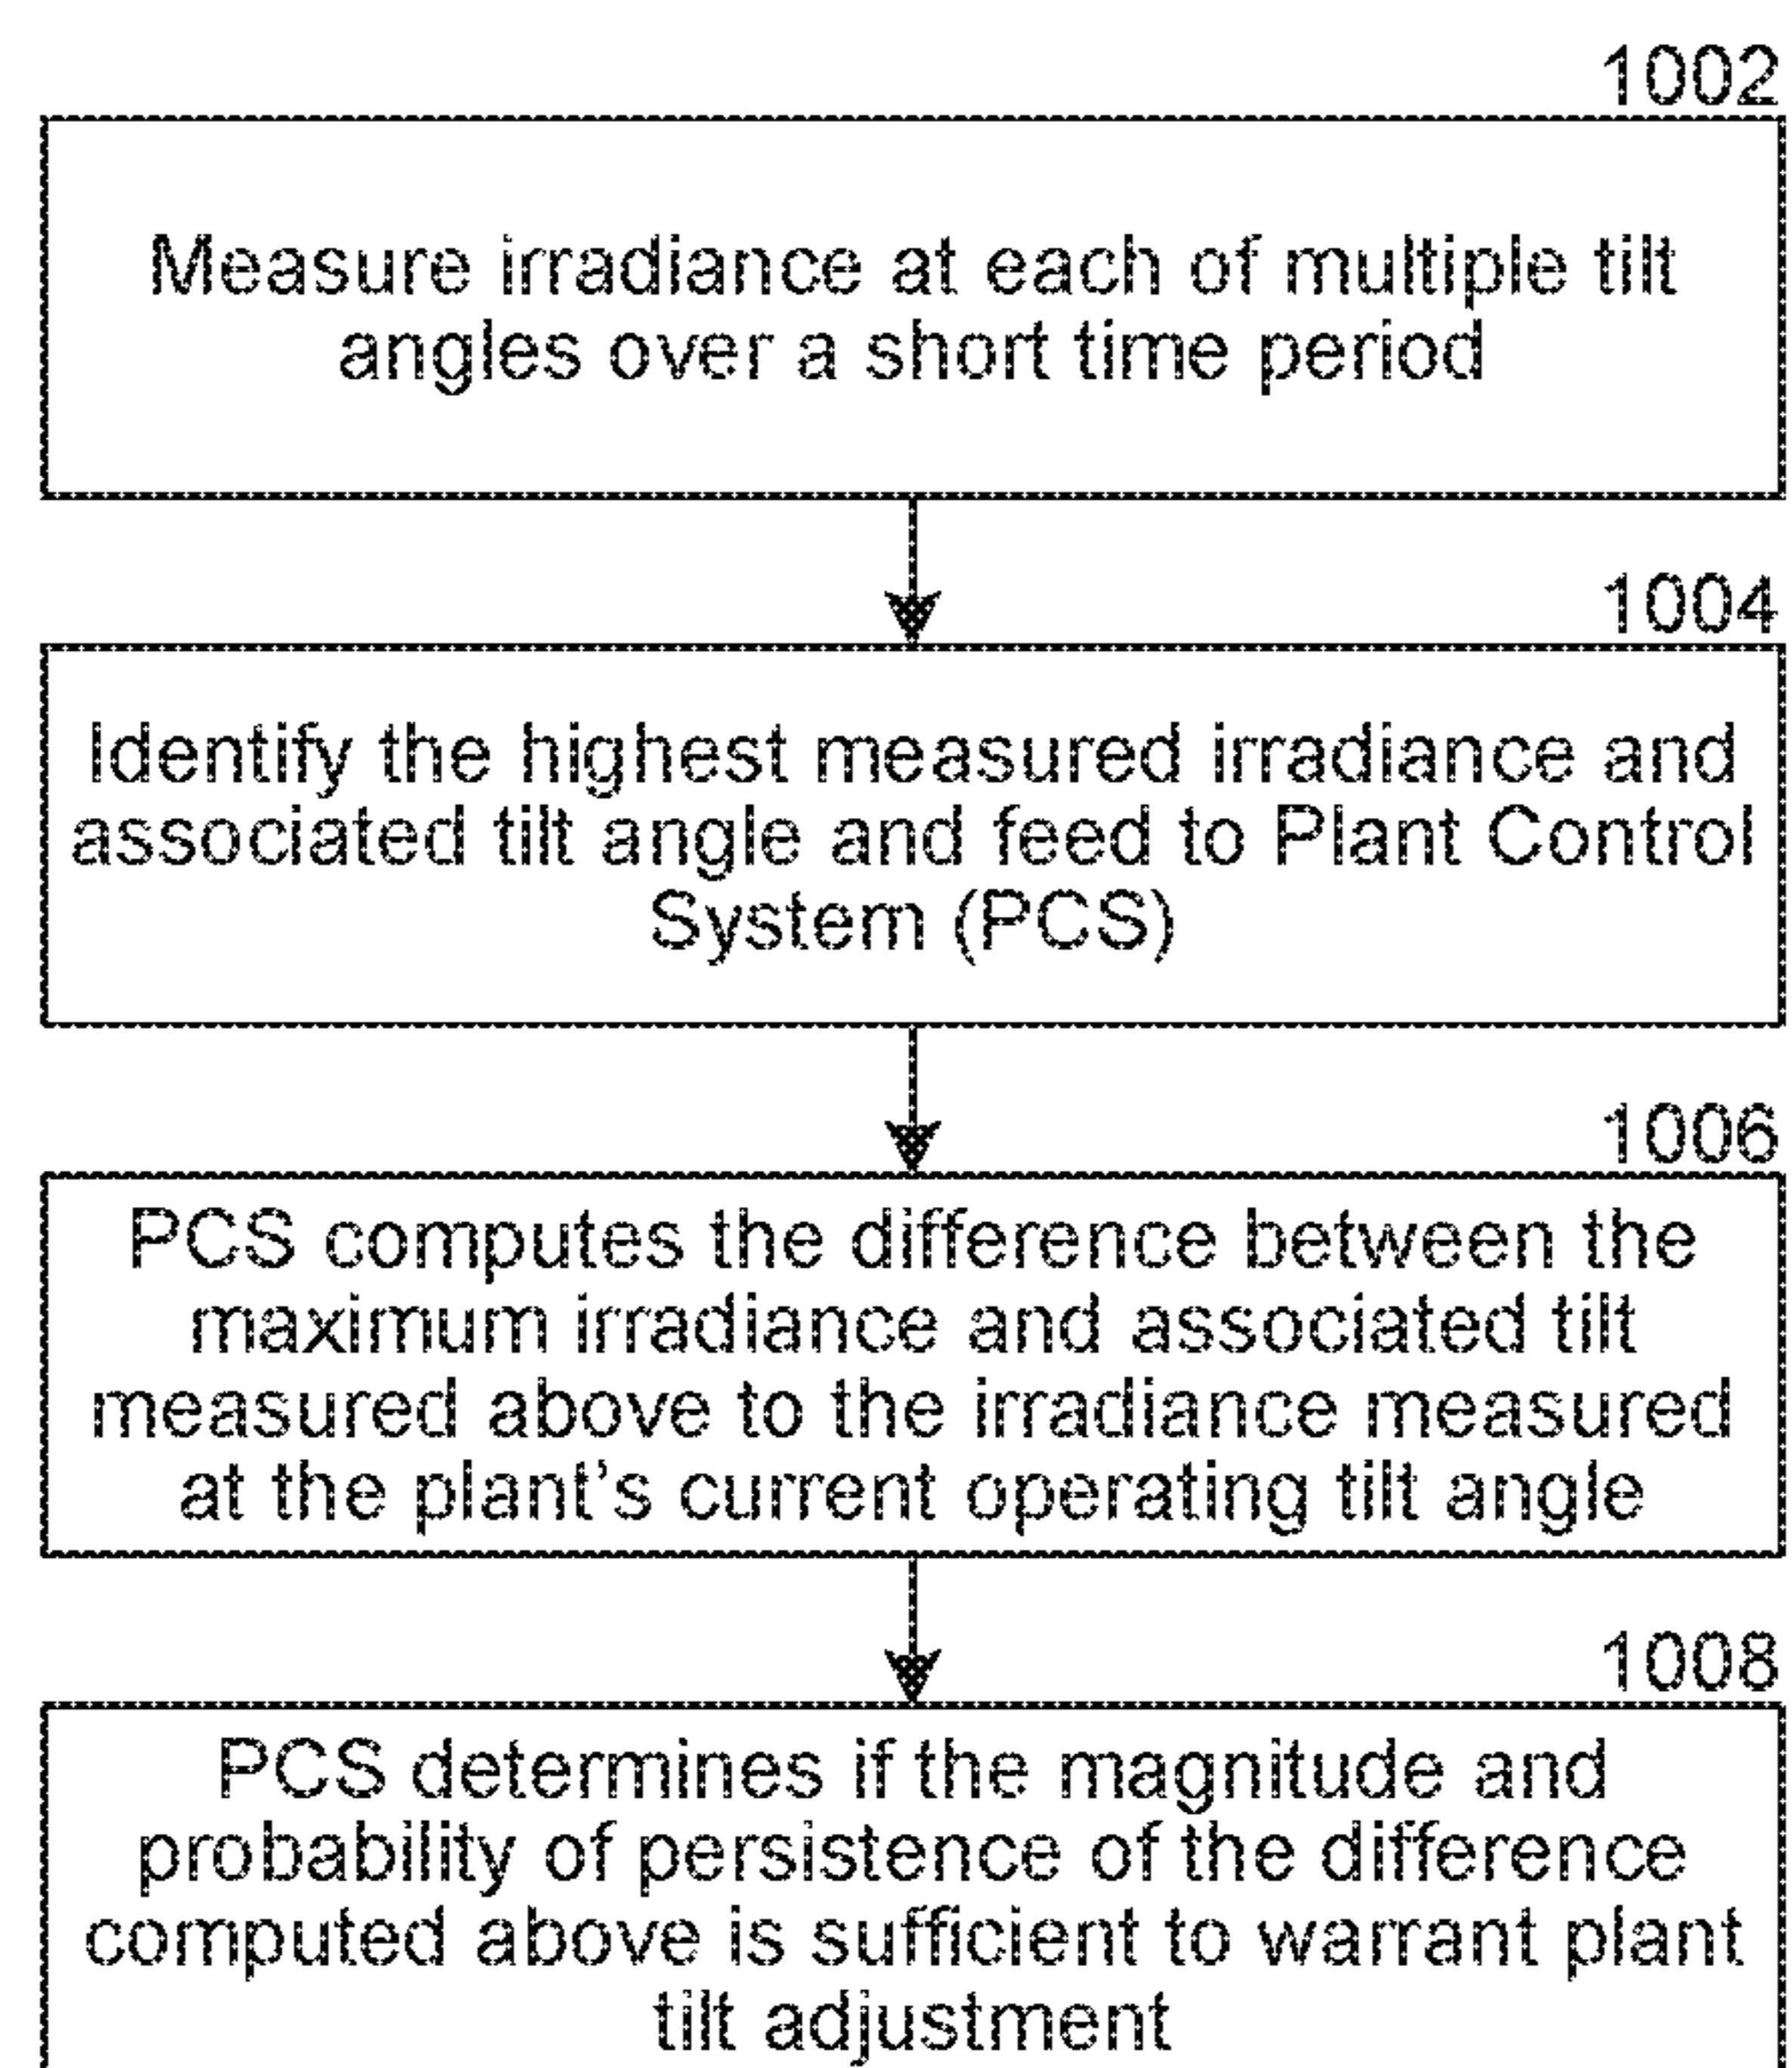 1002
Measure irradiance at each of multiple tilt
angles over a short time period
1004
Identify the highest measured irradiance and
associated tilt angle and feed to Plant Control
System (PCS)
1006
PCS computes the difference between the
maximum irradiance and associated tilt
measured above to the irradiance measured
at the plant's current operating tilt angle
1008
PCS determines if the magnitude and
probability of persistence of the difference
computed above is sufficient to warrant plant
tilt adjustment